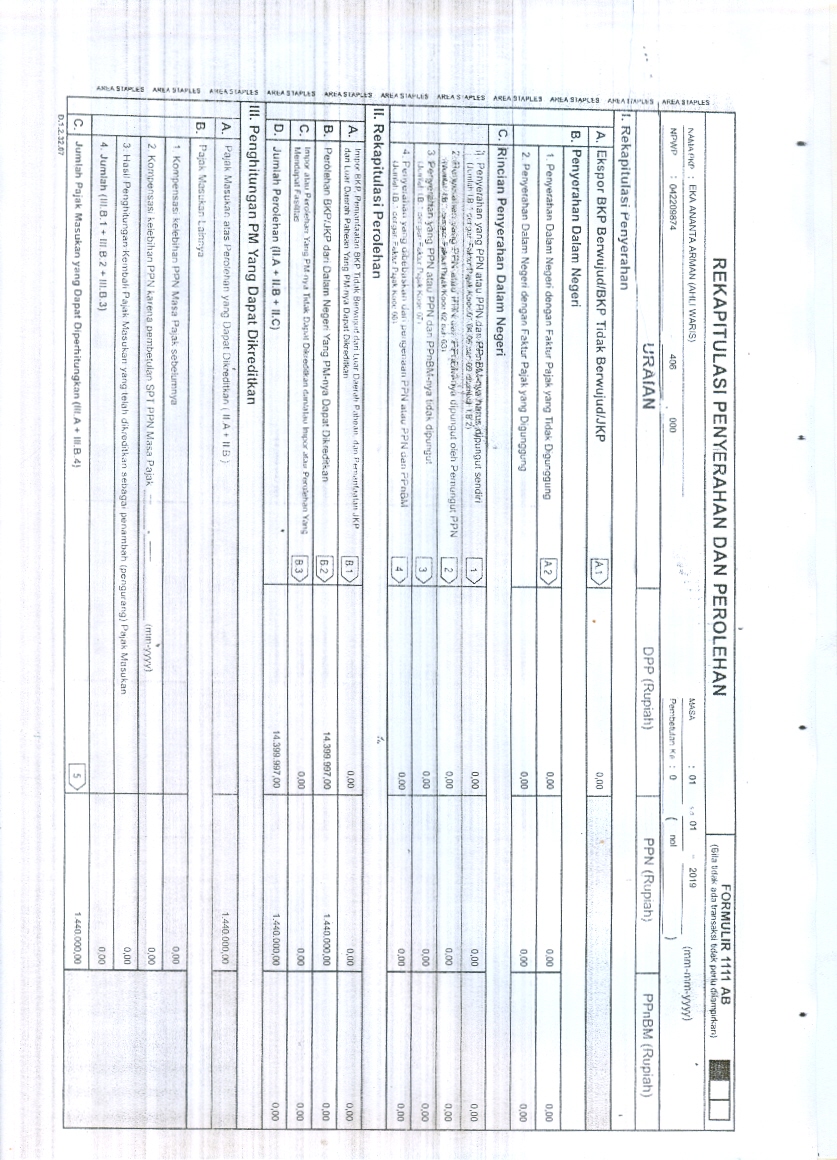 AREA STAPLES AREA STAPLES AREA STAPLES AREA STAPLES AREA STAPLES AREA STAPLES AREA STAPLES AREA STAPLES AREA STAPLES AREA STAPLES AREA STAPLES
REKAPITULASI PENYERAHAN DAN PEROLEHAN
FORMULIR 1111 AB
(Bila tidak ada transaksi tidak perlu dilampirkan)
NAMA PKP : EKA ANANTA ARMAN (AHLI WARIS) MASA : 01 sd 01 - 2019 (mm-mm-yyyy)
NPWP : 042209874 406 . 000 Pembetulan Ke : 0 ( nol )
URAIAN DPP (Rupiah) PPN (Rupiah) PPnBM (Rupiah)
I. Rekapitulasi Penyerahan
A. Ekspor BKP Berwujud/BKP Tidak Berwujud/JKP A.1 0,00
B. Penyerahan Dalam Negeri
1. Penyerahan Dalam Negeri dengan Faktur Pajak yang Tidak Digunggung A.2 0,00 0,00 0,00
2. Penyerahan Dalam Negeri dengan Faktur Pajak yang Digunggung 0,00 0,00 0,00
C. Rincian Penyerahan Dalam Negeri
1. Penyerahan yang PPN atau PPN dan PPnBM-nya harus dipungut sendiri
1 0,00 0,00 0,00
2. Penyerahan yang PPN atau PPN dan PPnBM-nya dipungut oleh Pemungut PPN
2 0,00 0,00 0,00
3. Penyerahan yang PPN atau PPN dan PPnBM-nya tidak dipungut
3 0,00 0,00 0,00
4. Penyerahan yang dibebaskan dari pengenaan PPN atau PPN dan PPnBM
4 0,00 0,00 0,00
II. Rekapitulasi Perolehan
A. Impor BKP, Pemanfaatan BKP Tidak Berwujud dari Luar Daerah Pabean, dan Pemanfaatan JKP
dari Luar Daerah Pabean Yang PM-nya Dapat Dikreditkan B.1 0,00 0,00 0,00
B. Perolehan BKP/JKP dari Dalam Negeri Yang PM-nya Dapat Dikreditkan B.2 14.399.997,00 1.440.000,00 0,00
C. Impor atau Perolehan Yang PM-nya Tidak Dapat Dikreditkan dan/atau Impor atau Perolehan Yang
Mendapat Fasilitas B.3 0,00 0,00 0,00
D. Jumlah Perolehan (II.A + II.B + II.C) 14.399.997,00 1.440.000,00 0,00
III. Penghitungan PM Yang Dapat Dikreditkan
A. Pajak Masukan atas Perolehan yang Dapat Dikreditkan ( II A + II B ) 1.440.000,00
B. Pajak Masukan Lainnya
1. Kompensasi kelebihan PPN Masa Pajak sebelumnya 0,00
2. Kompensasi kelebihan PPN karena pembetulan SPT PPN Masa Pajak (mm-yyyy) 0,00
3. Hasil Penghitungan Kembali Pajak Masukan yang telah dikreditkan sebagai penambah (pengurang) Pajak Masukan 0,00
4. Jumlah (III.B.1 + III.B.2 + III.B.3) 0,00
C. Jumlah Pajak Masukan yang Dapat Diperhitungkan (III.A + III.B.4) 5 1.440.000,00
D.1.2.32.07